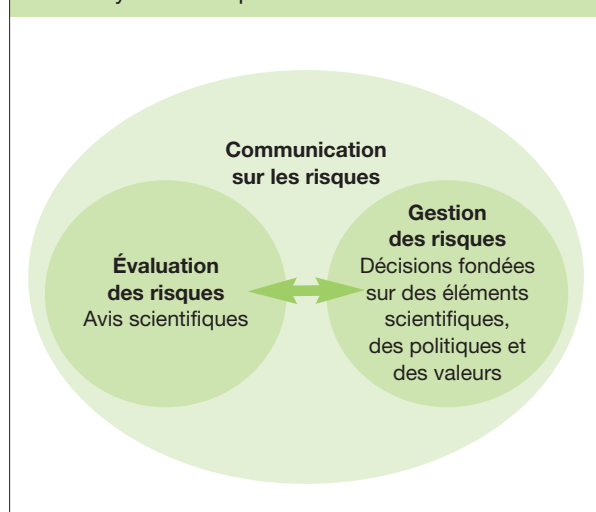 Communication
sur les risques
Évaluation
des risques
Avis scientifiques
Gestion
des risques
Décisions fondées
sur des éléments
scientifiques,
des politiques et
des valeurs